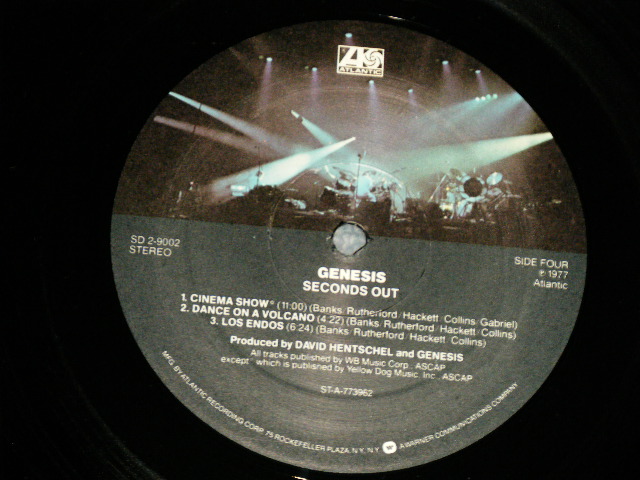 ATLANTIC
SD 2-9002
STEREO
SIDE FOUR
℗ 1977
Atlantic
GENESIS
SECONDS OUT
1. CINEMA SHOW* (11:00) (Banks/Rutherford/Hackett/Collins/Gabriel)
2. DANCE ON A VOLCANO (4:22) (Banks/Rutherford/Hackett/Collins)
3. LOS ENDOS (6:24) (Banks/Rutherford/Hackett/Collins)
Produced by DAVID HENTSCHEL and GENESIS
All tracks published by WB Music Corp., ASCAP
except* which is published by Yellow Dog Music, Inc., ASCAP
ST-A-773962
MFG. BY ATLANTIC RECORDING CORP., 75 ROCKEFELLER PLAZA, N.Y., N.Y. A WARNER COMMUNICATIONS COMPANY